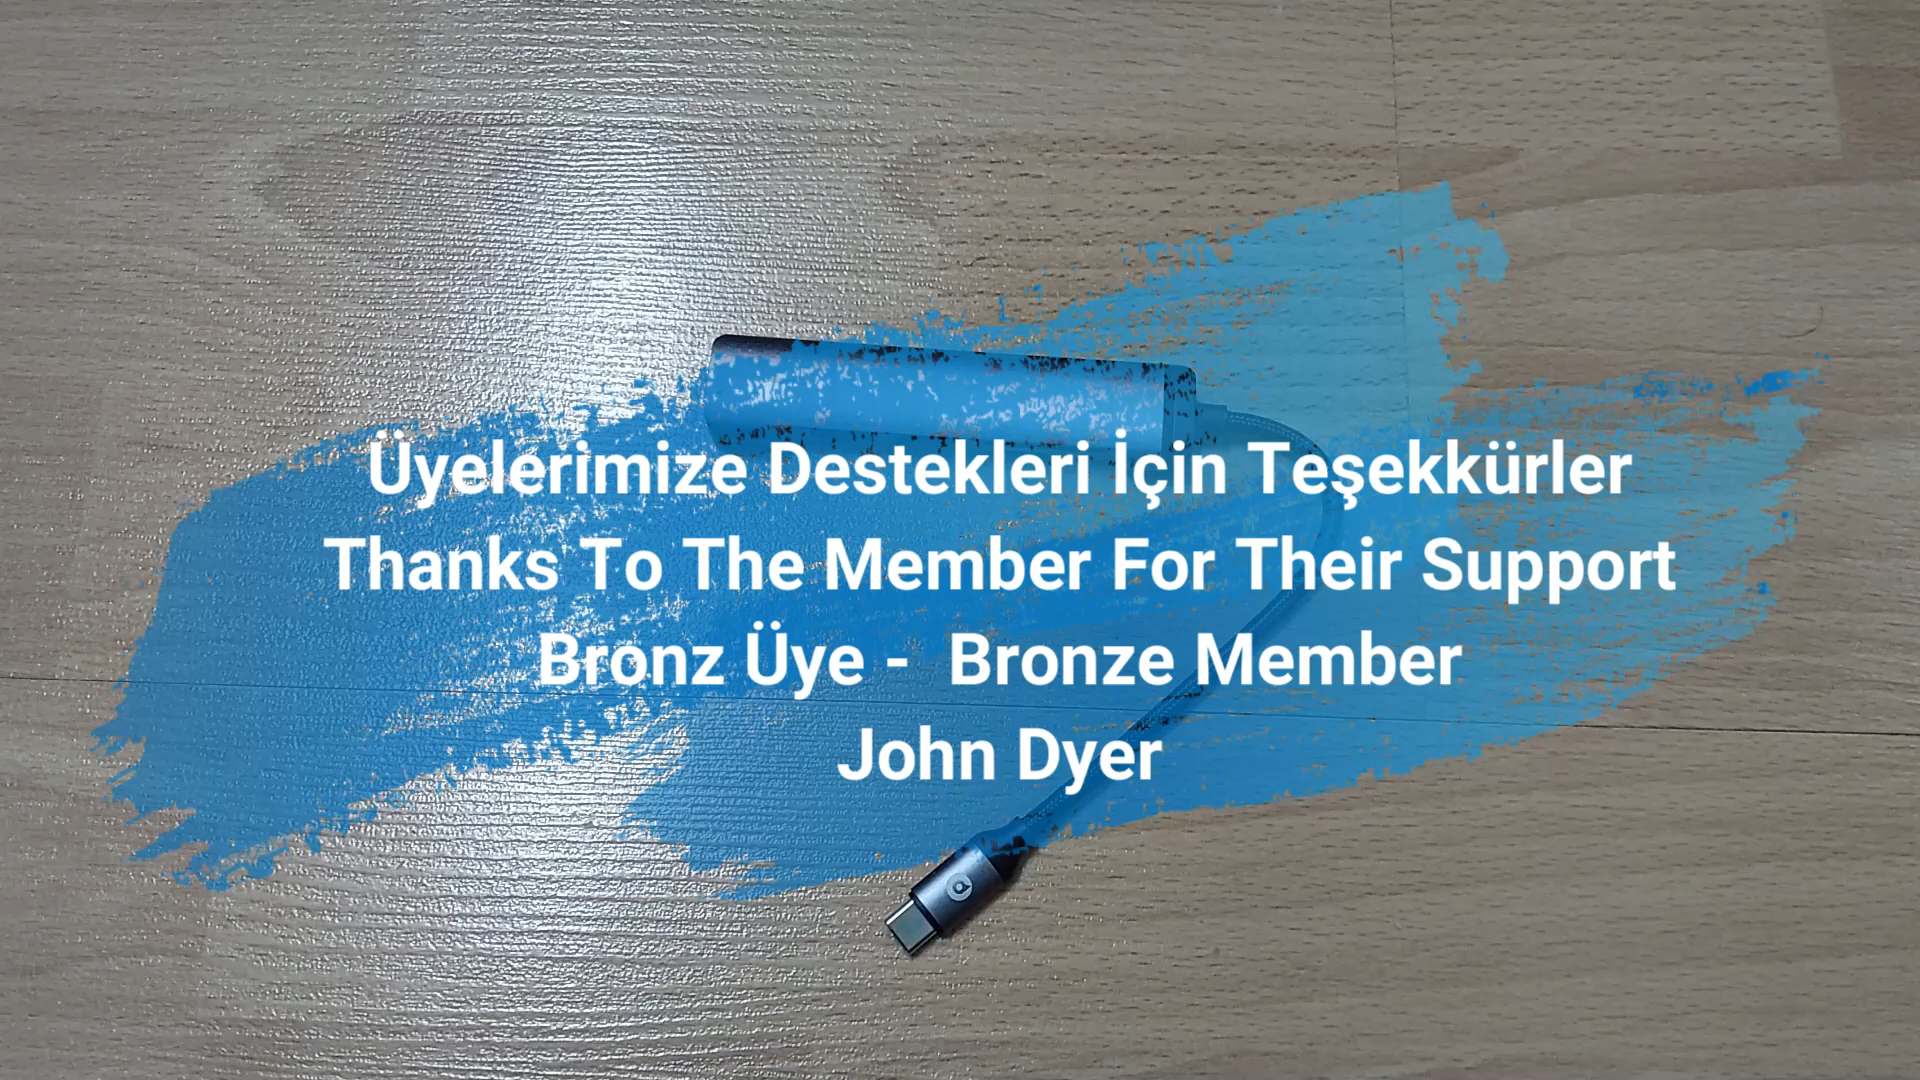 Üyelerimize Destekleri İçin Teşekkürler
Thanks To The Member For Their Support
Bronz Üye -  Bronze Member
John Dyer